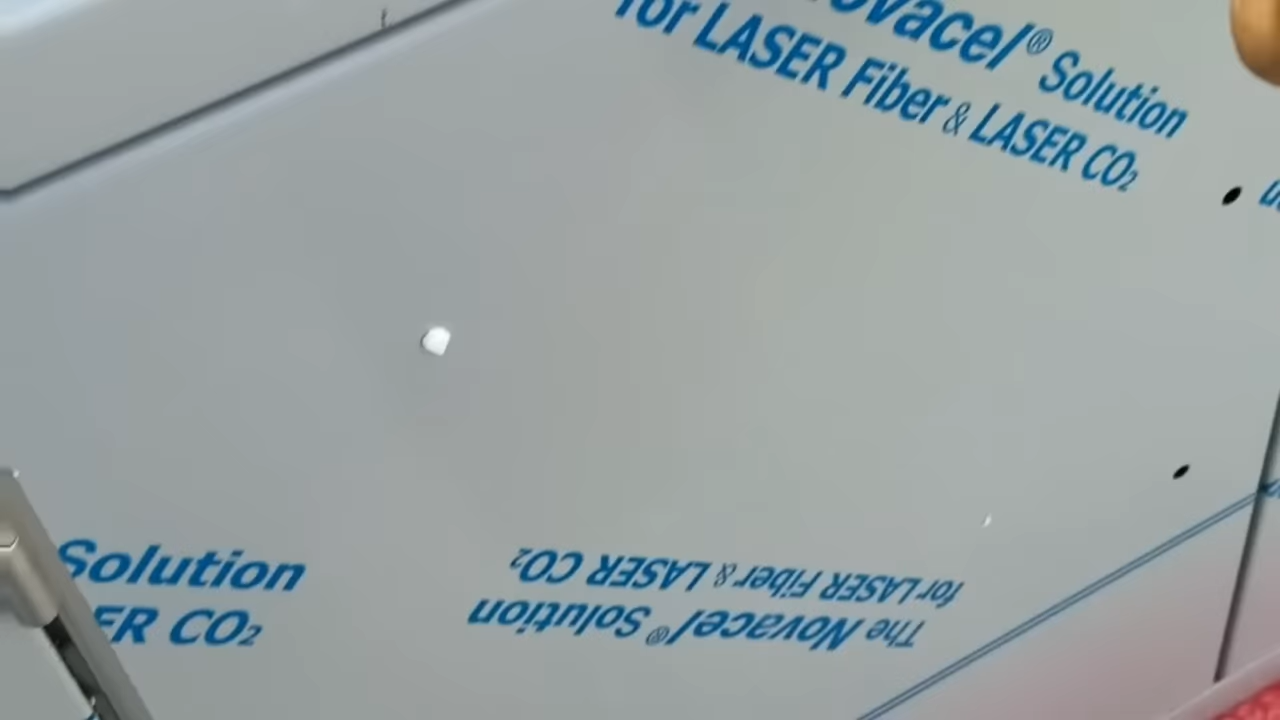 Novacel® Solution
for LASER Fiber & LASER CO₂
Solution
ER CO₂
The Novacel® Solution
for LASER Fiber & LASER CO₂